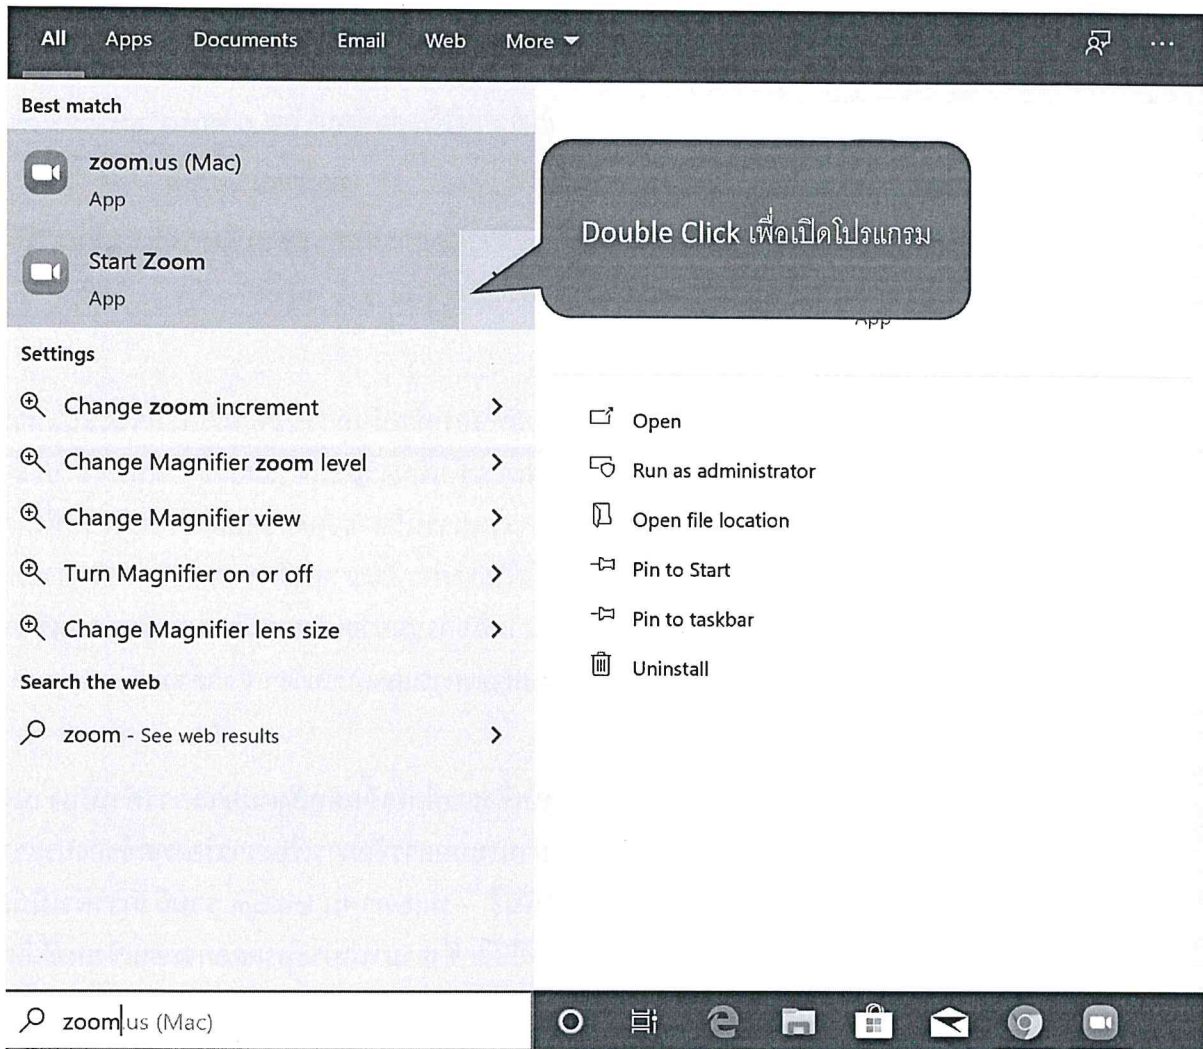 All Apps Documents Email Web More
Best match
zoom.us (Mac)
App
Start Zoom
App
Double Click เพื่อเปิดโปรแกรม
App
Settings
Change zoom increment
Change Magnifier zoom level
Change Magnifier view
Turn Magnifier on or off
Change Magnifier lens size
Search the web
zoom - See web results
Open
Run as administrator
Open file location
Pin to Start
Pin to taskbar
Uninstall
zoom.us (Mac)